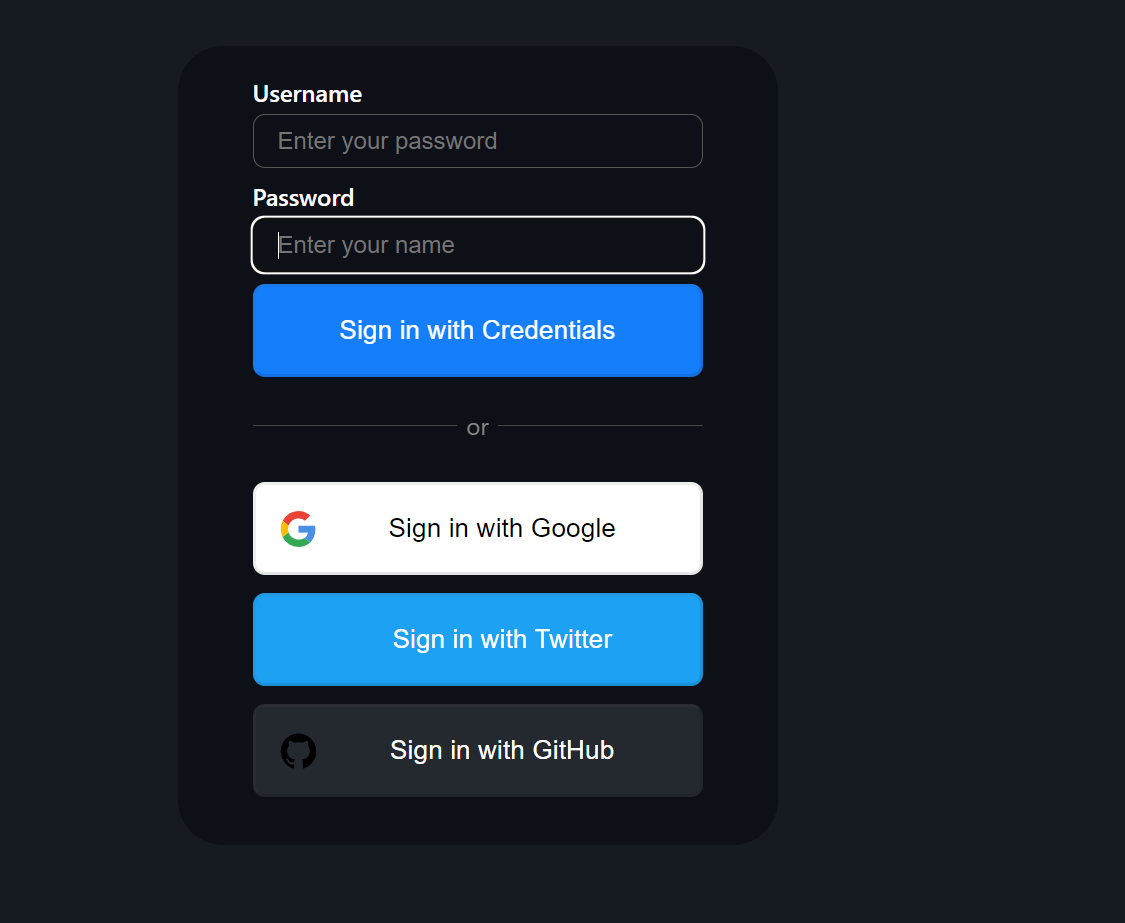 Username
Enter your password
Password
Enter your name
Sign in with Credentials
or
Sign in with Google
Sign in with Twitter
Sign in with GitHub